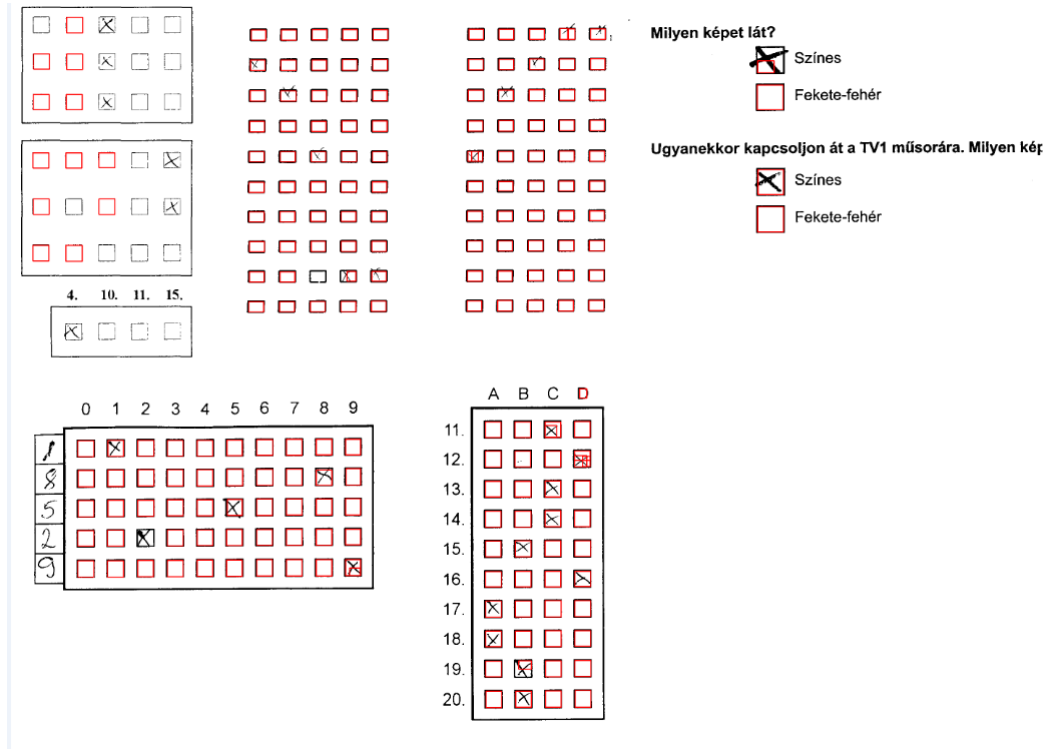 Milyen képet lát?
Színes
Fekete-fehér
Ugyanekkor kapcsoljon át a TV1 műsorára. Milyen kép
Színes
Fekete-fehér
4. 10. 11. 15.
0 1 2 3 4 5 6 7 8 9
1
8
5
2
9
A B C D
11.
12.
13.
14.
15.
16.
17.
18.
19.
20.